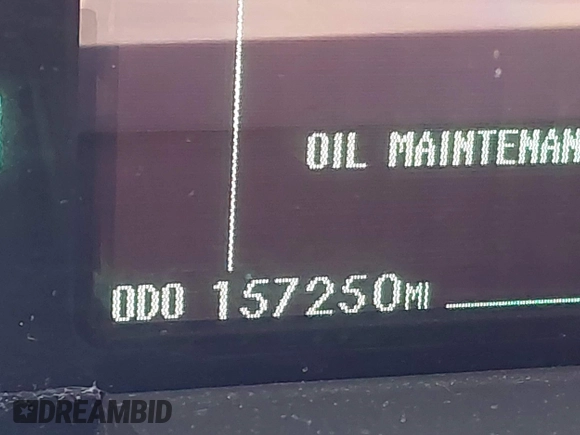 OIL MAINTENAN
ODO 157250MI
DREAMBID